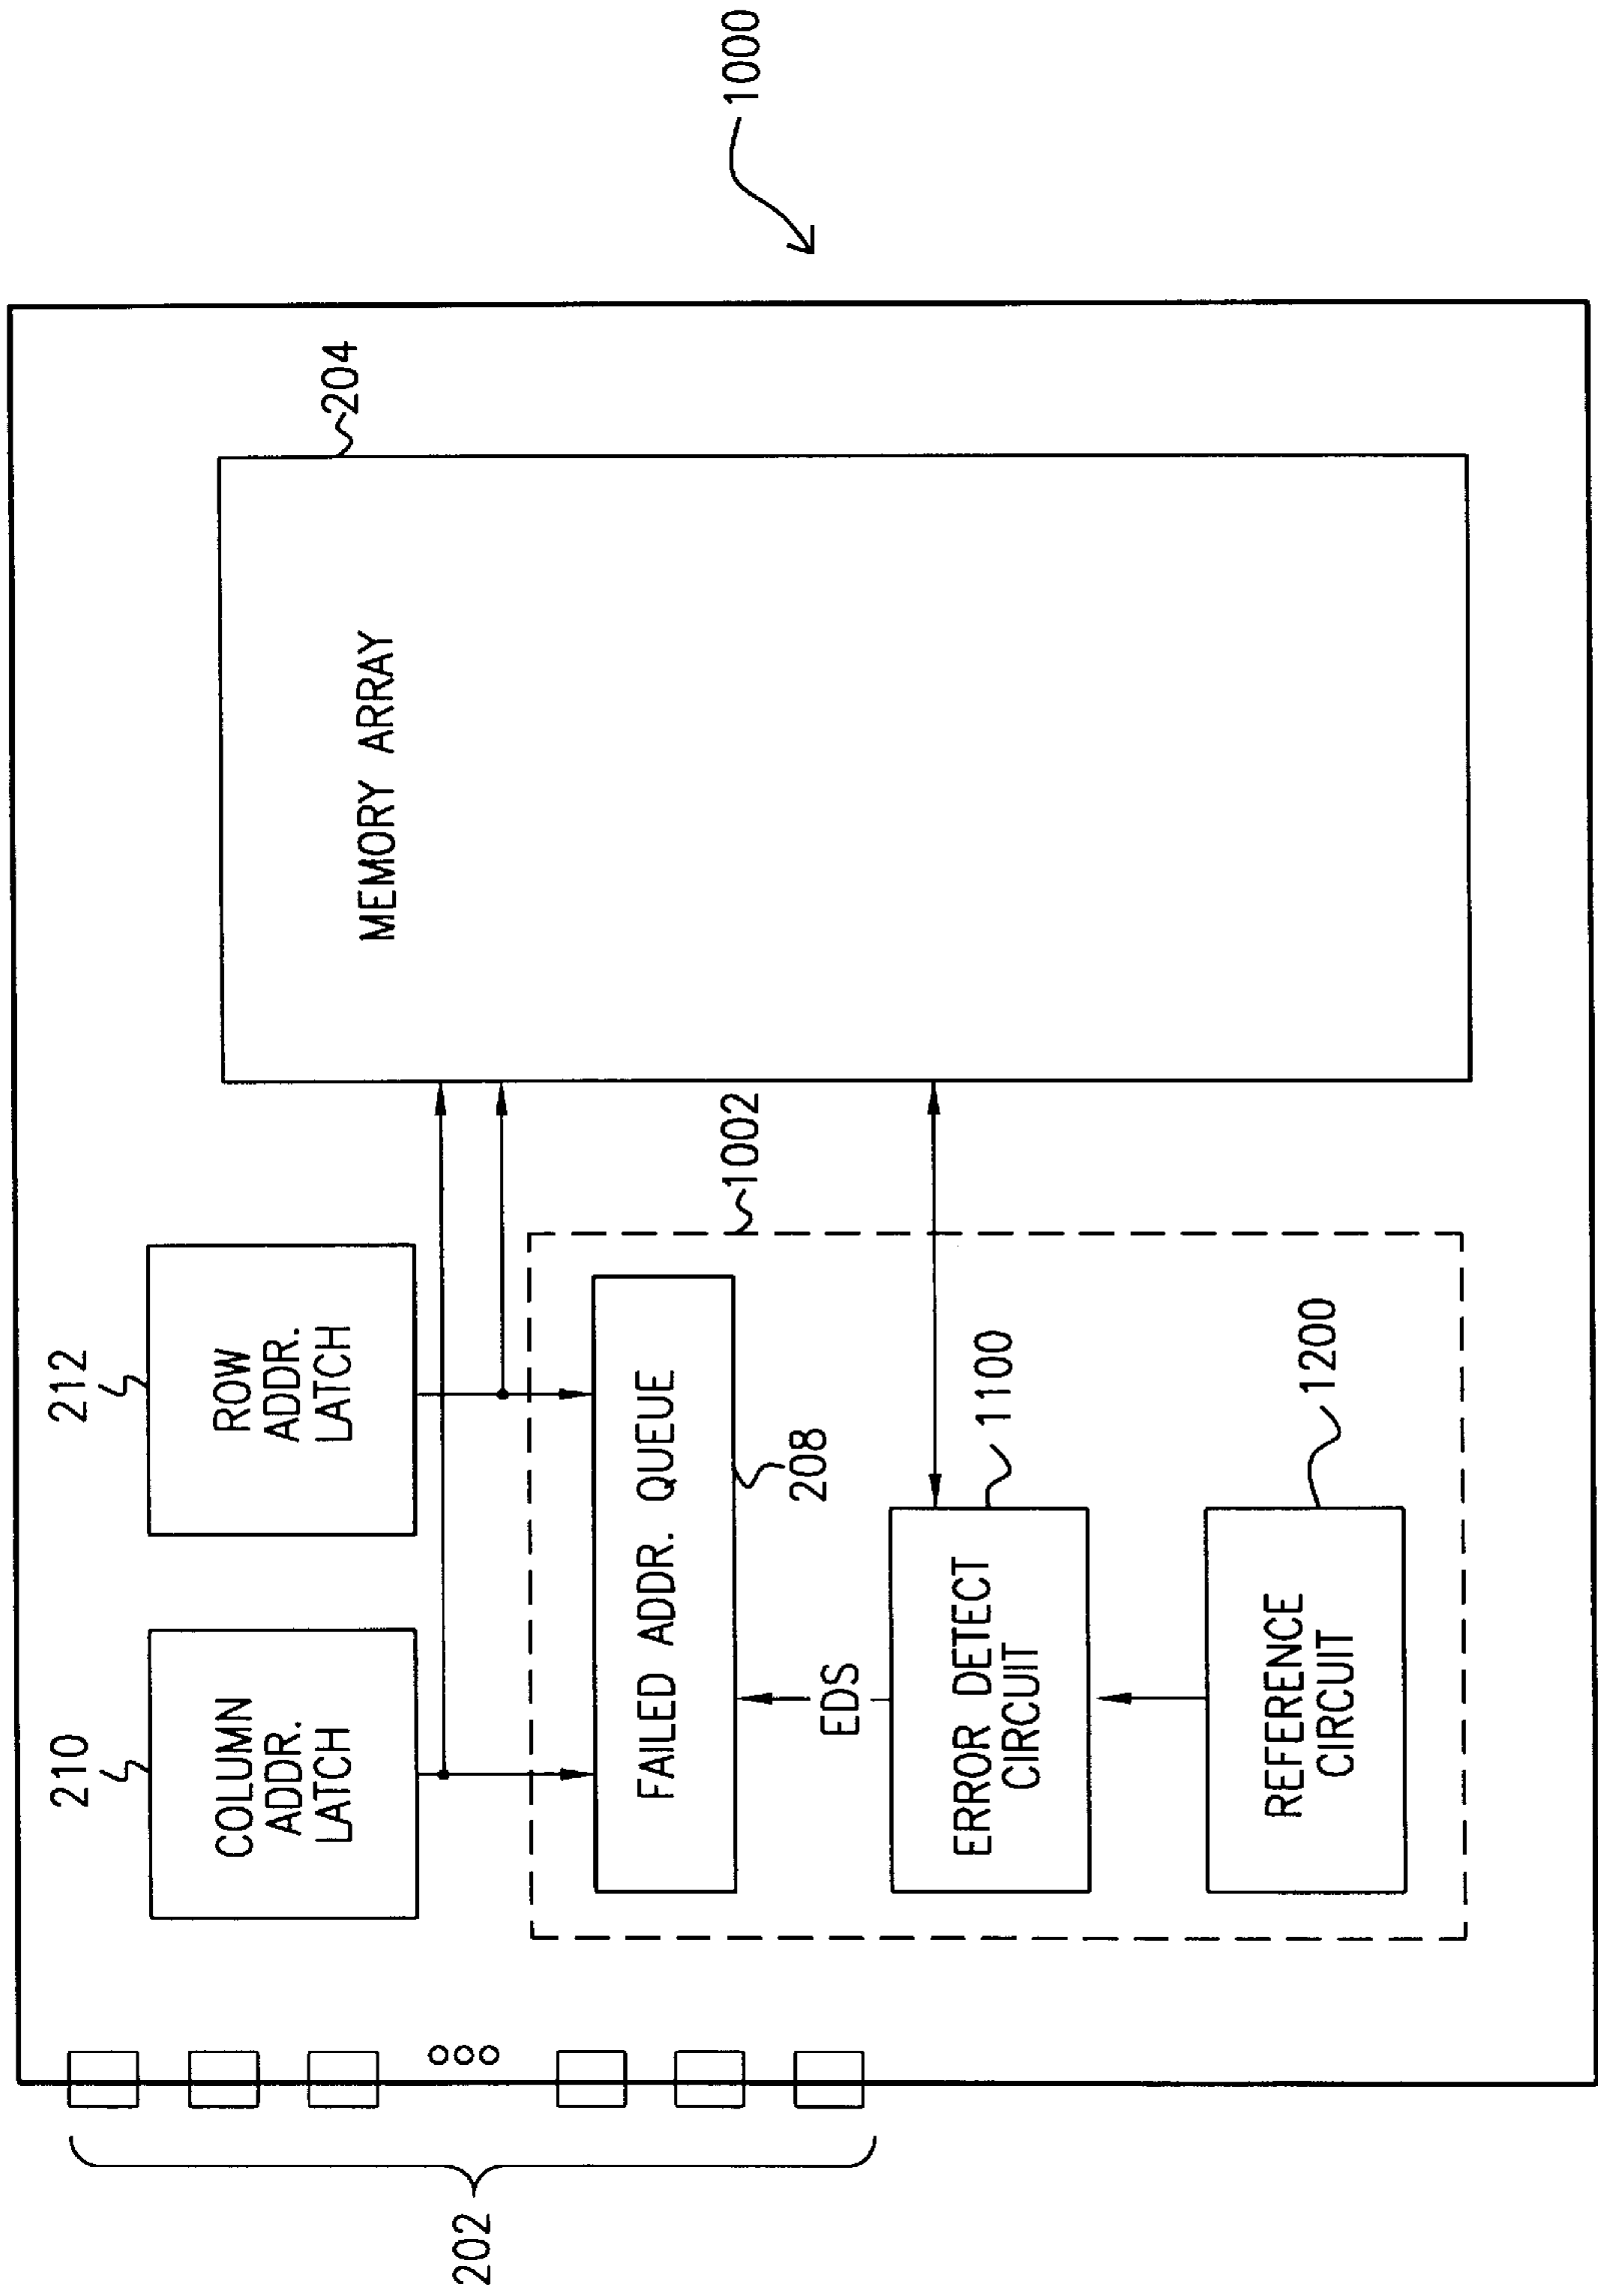 1000
204
MEMORY ARRAY
212
ROW
ADDR.
LATCH
210
COLUMN
ADDR.
LATCH
1002
FAILED ADDR. QUEUE
208
EDS
1100
ERROR DETECT
CIRCUIT
1200
REFERENCE
CIRCUIT
202